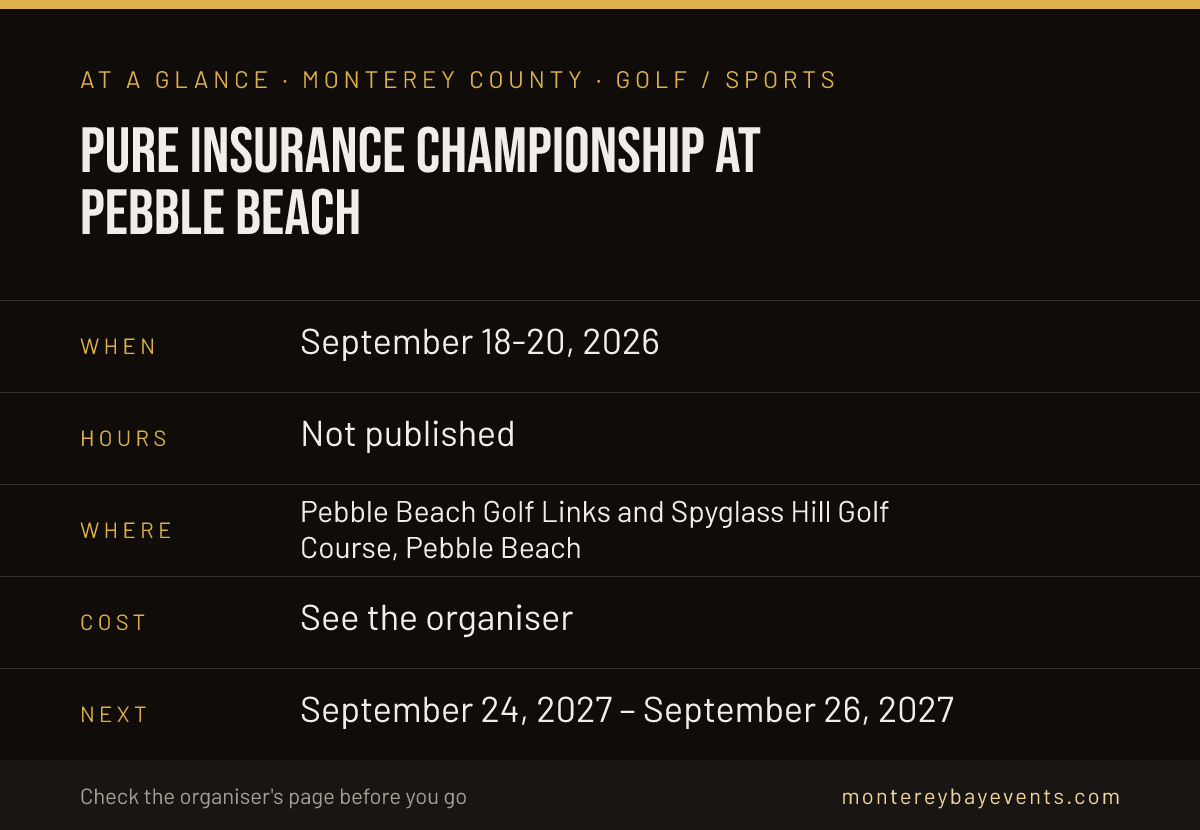 AT A GLANCE · MONTEREY COUNTY · GOLF / SPORTS
PURE INSURANCE CHAMPIONSHIP AT
PEBBLE BEACH
WHEN
September 18-20, 2026
HOURS
Not published
WHERE
Pebble Beach Golf Links and Spyglass Hill Golf
Course, Pebble Beach
COST
See the organiser
NEXT
September 24, 2027 – September 26, 2027
Check the organiser's page before you go
montereybayevents.com